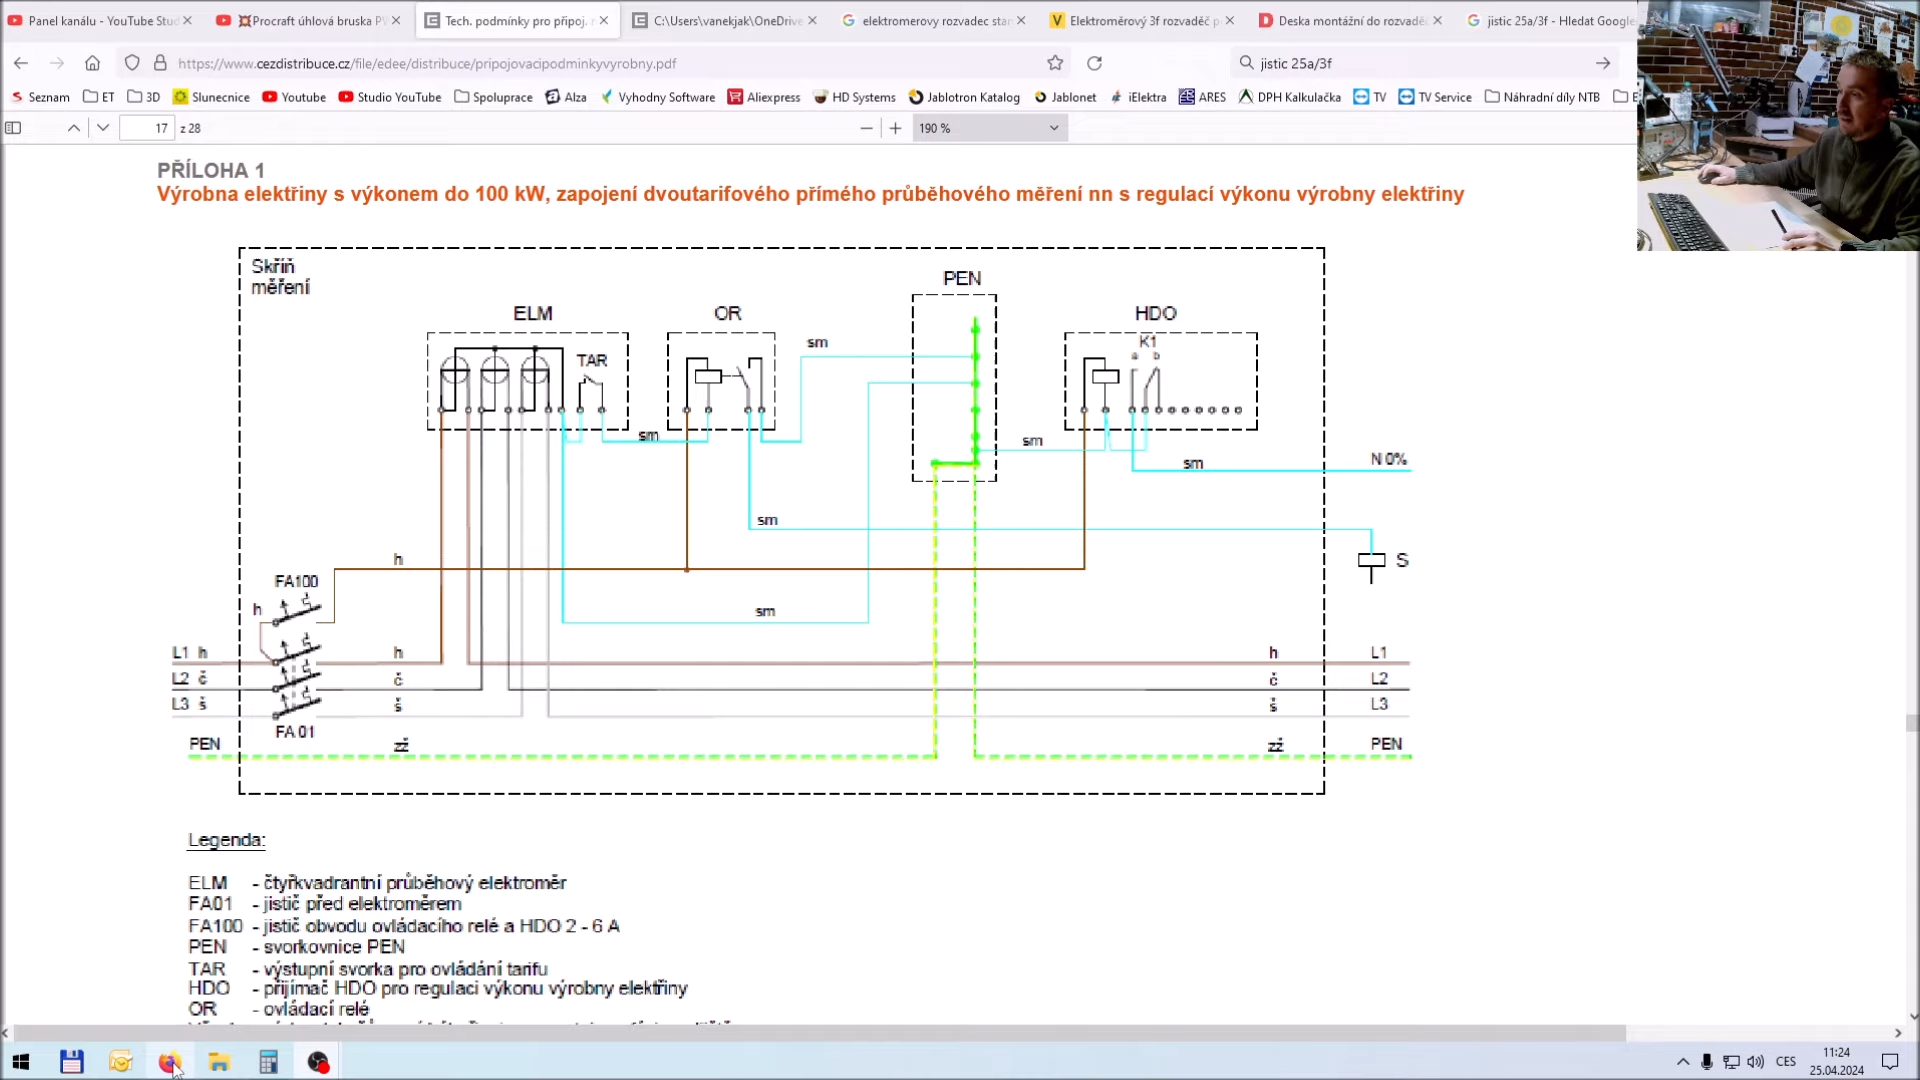 Panel kanálu - YouTube Stud
Procraft úhlová bruska P
Tech. podmínky pro připoj. r
C:\Users\vanekjak\OneDrive
elektromerovy rozvadec stan
Elektroměrový 3f rozvaděč p
Deska montážní do rozvadě
jistic 25a/3f - Hledat Google
https://www.cezdistribuce.cz/file/edee/distribuce/pripojovacipodminkyvyrobny.pdf
jistic 25a/3f
Seznam ET 3D Slunecnice Youtube Studio YouTube Spoluprace Alza Vyhodny Software Aliexpress HD Systems Jablotron Katalog Jablonet iElektra ARES DPH Kalkulačka TV TV Service Náhradní díly NTB
17 z 28 190 %
PŘÍLOHA 1
Výrobna elektřiny s výkonem do 100 kW, zapojení dvoutarifového přímého průběhového měření nn s regulací výkonu výrobny elektřiny
Skříň
měření
PEN
ELM OR HDO
K1
a b
TAR
sm
sm sm
sm N 0%
sm
h S
FA100
h sm
L1 h h h L1
L2 č č č L2
L3 š š š L3
FA 01
PEN zž zž PEN
Legenda:
ELM - čtyřkvadrantní průběhový elektroměr
FA01 - jistič před elektroměrem
FA100 - jistič obvodu ovládacího relé a HDO 2 - 6 A
PEN - svorkovnice PEN
TAR - výstupní svorka pro ovládání tarifu
HDO - přijímač HDO pro regulaci výkonu výrobny elektřiny
OR - ovládací relé
CES
11:24
25.04.2024